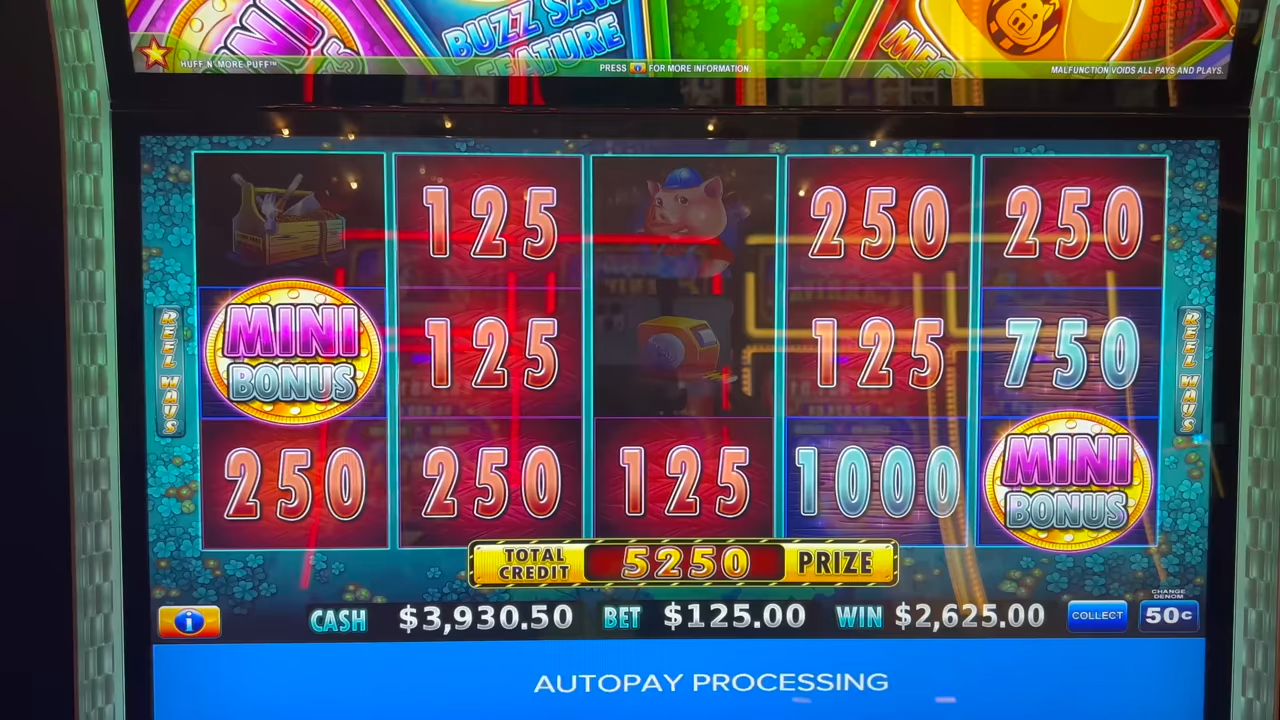 MINI
BUZZ SAW
FEATURE
MEGA
HUFF N' MORE PUFF™
PRESS i FOR MORE INFORMATION.
MALFUNCTION VOIDS ALL PAYS AND PLAYS.
125
250
250
MINI
BONUS
125
125
750
250
250
125
1000
MINI
BONUS
REEL WAYS
REEL WAYS
TOTAL
CREDIT
5250
PRIZE
CASH $3,930.50 BET $125.00 WIN $2,625.00
COLLECT
CHANGE
DENOM
50¢
AUTOPAY PROCESSING